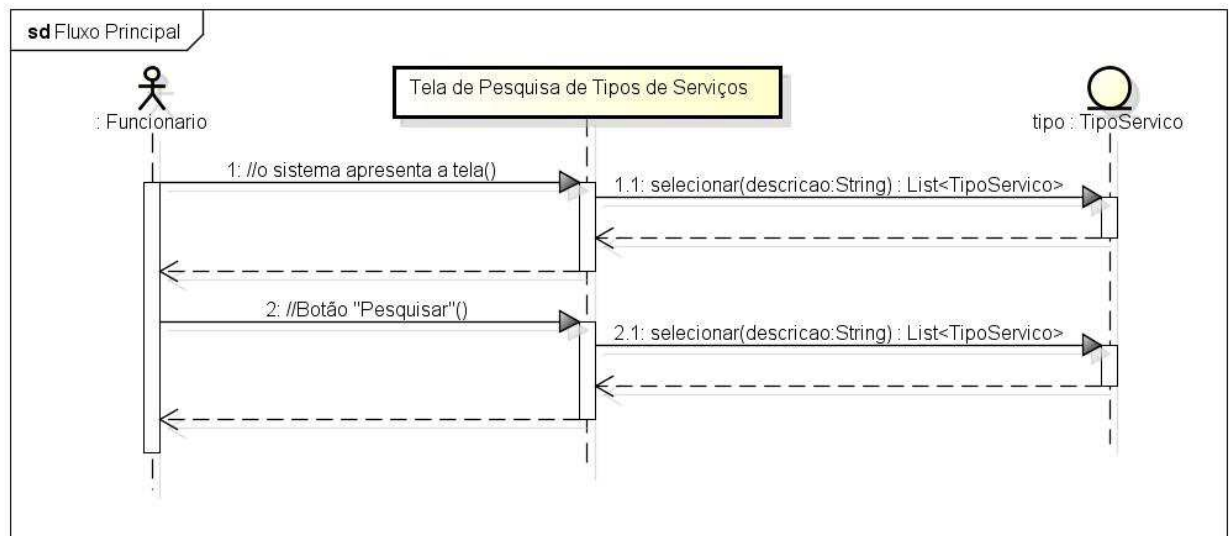 sd Fluxo Principal
Tela de Pesquisa de Tipos de Serviços
: Funcionario
tipo : TipoServico
1: //o sistema apresenta a tela()
1.1: selecionar(descricao:String) : List<TipoServico>
2: //Botão "Pesquisar"()
2.1: selecionar(descricao:String) : List<TipoServico>